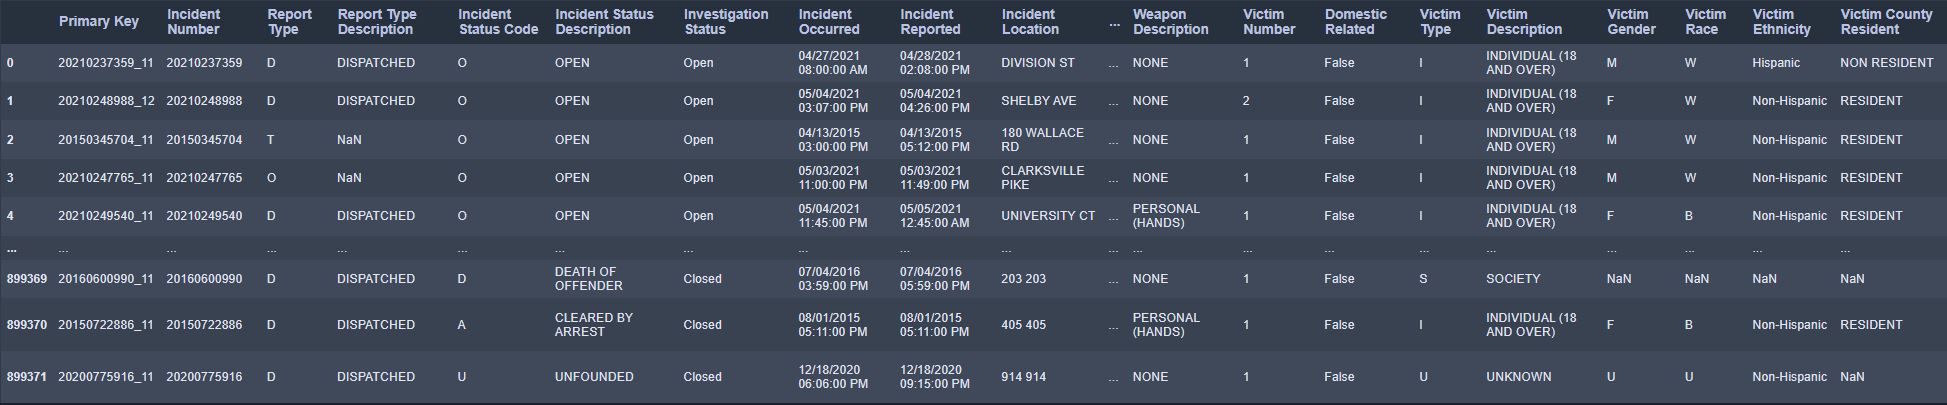 Primary Key Incident Number Report Type Report Type Description Incident Status Code Incident Status Description Investigation Status Incident Occurred Incident Reported Incident Location ... Weapon Description Victim Number Domestic Related Victim Type Victim Description Victim Gender Victim Race Victim Ethnicity Victim County Resident
0 20210237359_11 20210237359 D DISPATCHED O OPEN Open 04/27/2021 08:00:00 AM 04/28/2021 02:08:00 PM DIVISION ST ... NONE 1 False I INDIVIDUAL (18 AND OVER) M W Hispanic NON RESIDENT
1 20210248988_12 20210248988 D DISPATCHED O OPEN Open 05/04/2021 03:07:00 PM 05/04/2021 04:26:00 PM SHELBY AVE ... NONE 2 False I INDIVIDUAL (18 AND OVER) F W Non-Hispanic RESIDENT
2 20150345704_11 20150345704 T NaN O OPEN Open 04/13/2015 03:00:00 PM 04/13/2015 05:12:00 PM 180 WALLACE RD ... NONE 1 False I INDIVIDUAL (18 AND OVER) M W Non-Hispanic RESIDENT
3 20210247765_11 20210247765 O NaN O OPEN Open 05/03/2021 11:00:00 PM 05/03/2021 11:49:00 PM CLARKSVILLE PIKE ... NONE 1 False I INDIVIDUAL (18 AND OVER) M W Non-Hispanic RESIDENT
4 20210249540_11 20210249540 D DISPATCHED O OPEN Open 05/04/2021 11:45:00 PM 05/05/2021 12:45:00 AM UNIVERSITY CT ... PERSONAL (HANDS) 1 False I INDIVIDUAL (18 AND OVER) F B Non-Hispanic RESIDENT
... ... ... ... ... ... ... ... ... ... ... ... ... ... ... ... ... ... ... ... ...
899369 20160600990_11 20160600990 D DISPATCHED D DEATH OF OFFENDER Closed 07/04/2016 03:59:00 PM 07/04/2016 05:59:00 PM 203 203 ... NONE 1 False S SOCIETY NaN NaN NaN NaN
899370 20150722886_11 20150722886 D DISPATCHED A CLEARED BY ARREST Closed 08/01/2015 05:11:00 PM 08/01/2015 05:11:00 PM 405 405 ... PERSONAL (HANDS) 1 False I INDIVIDUAL (18 AND OVER) F B Non-Hispanic RESIDENT
899371 20200775916_11 20200775916 D DISPATCHED U UNFOUNDED Closed 12/18/2020 06:06:00 PM 12/18/2020 09:15:00 PM 914 914 ... NONE 1 False U UNKNOWN U U Non-Hispanic NaN